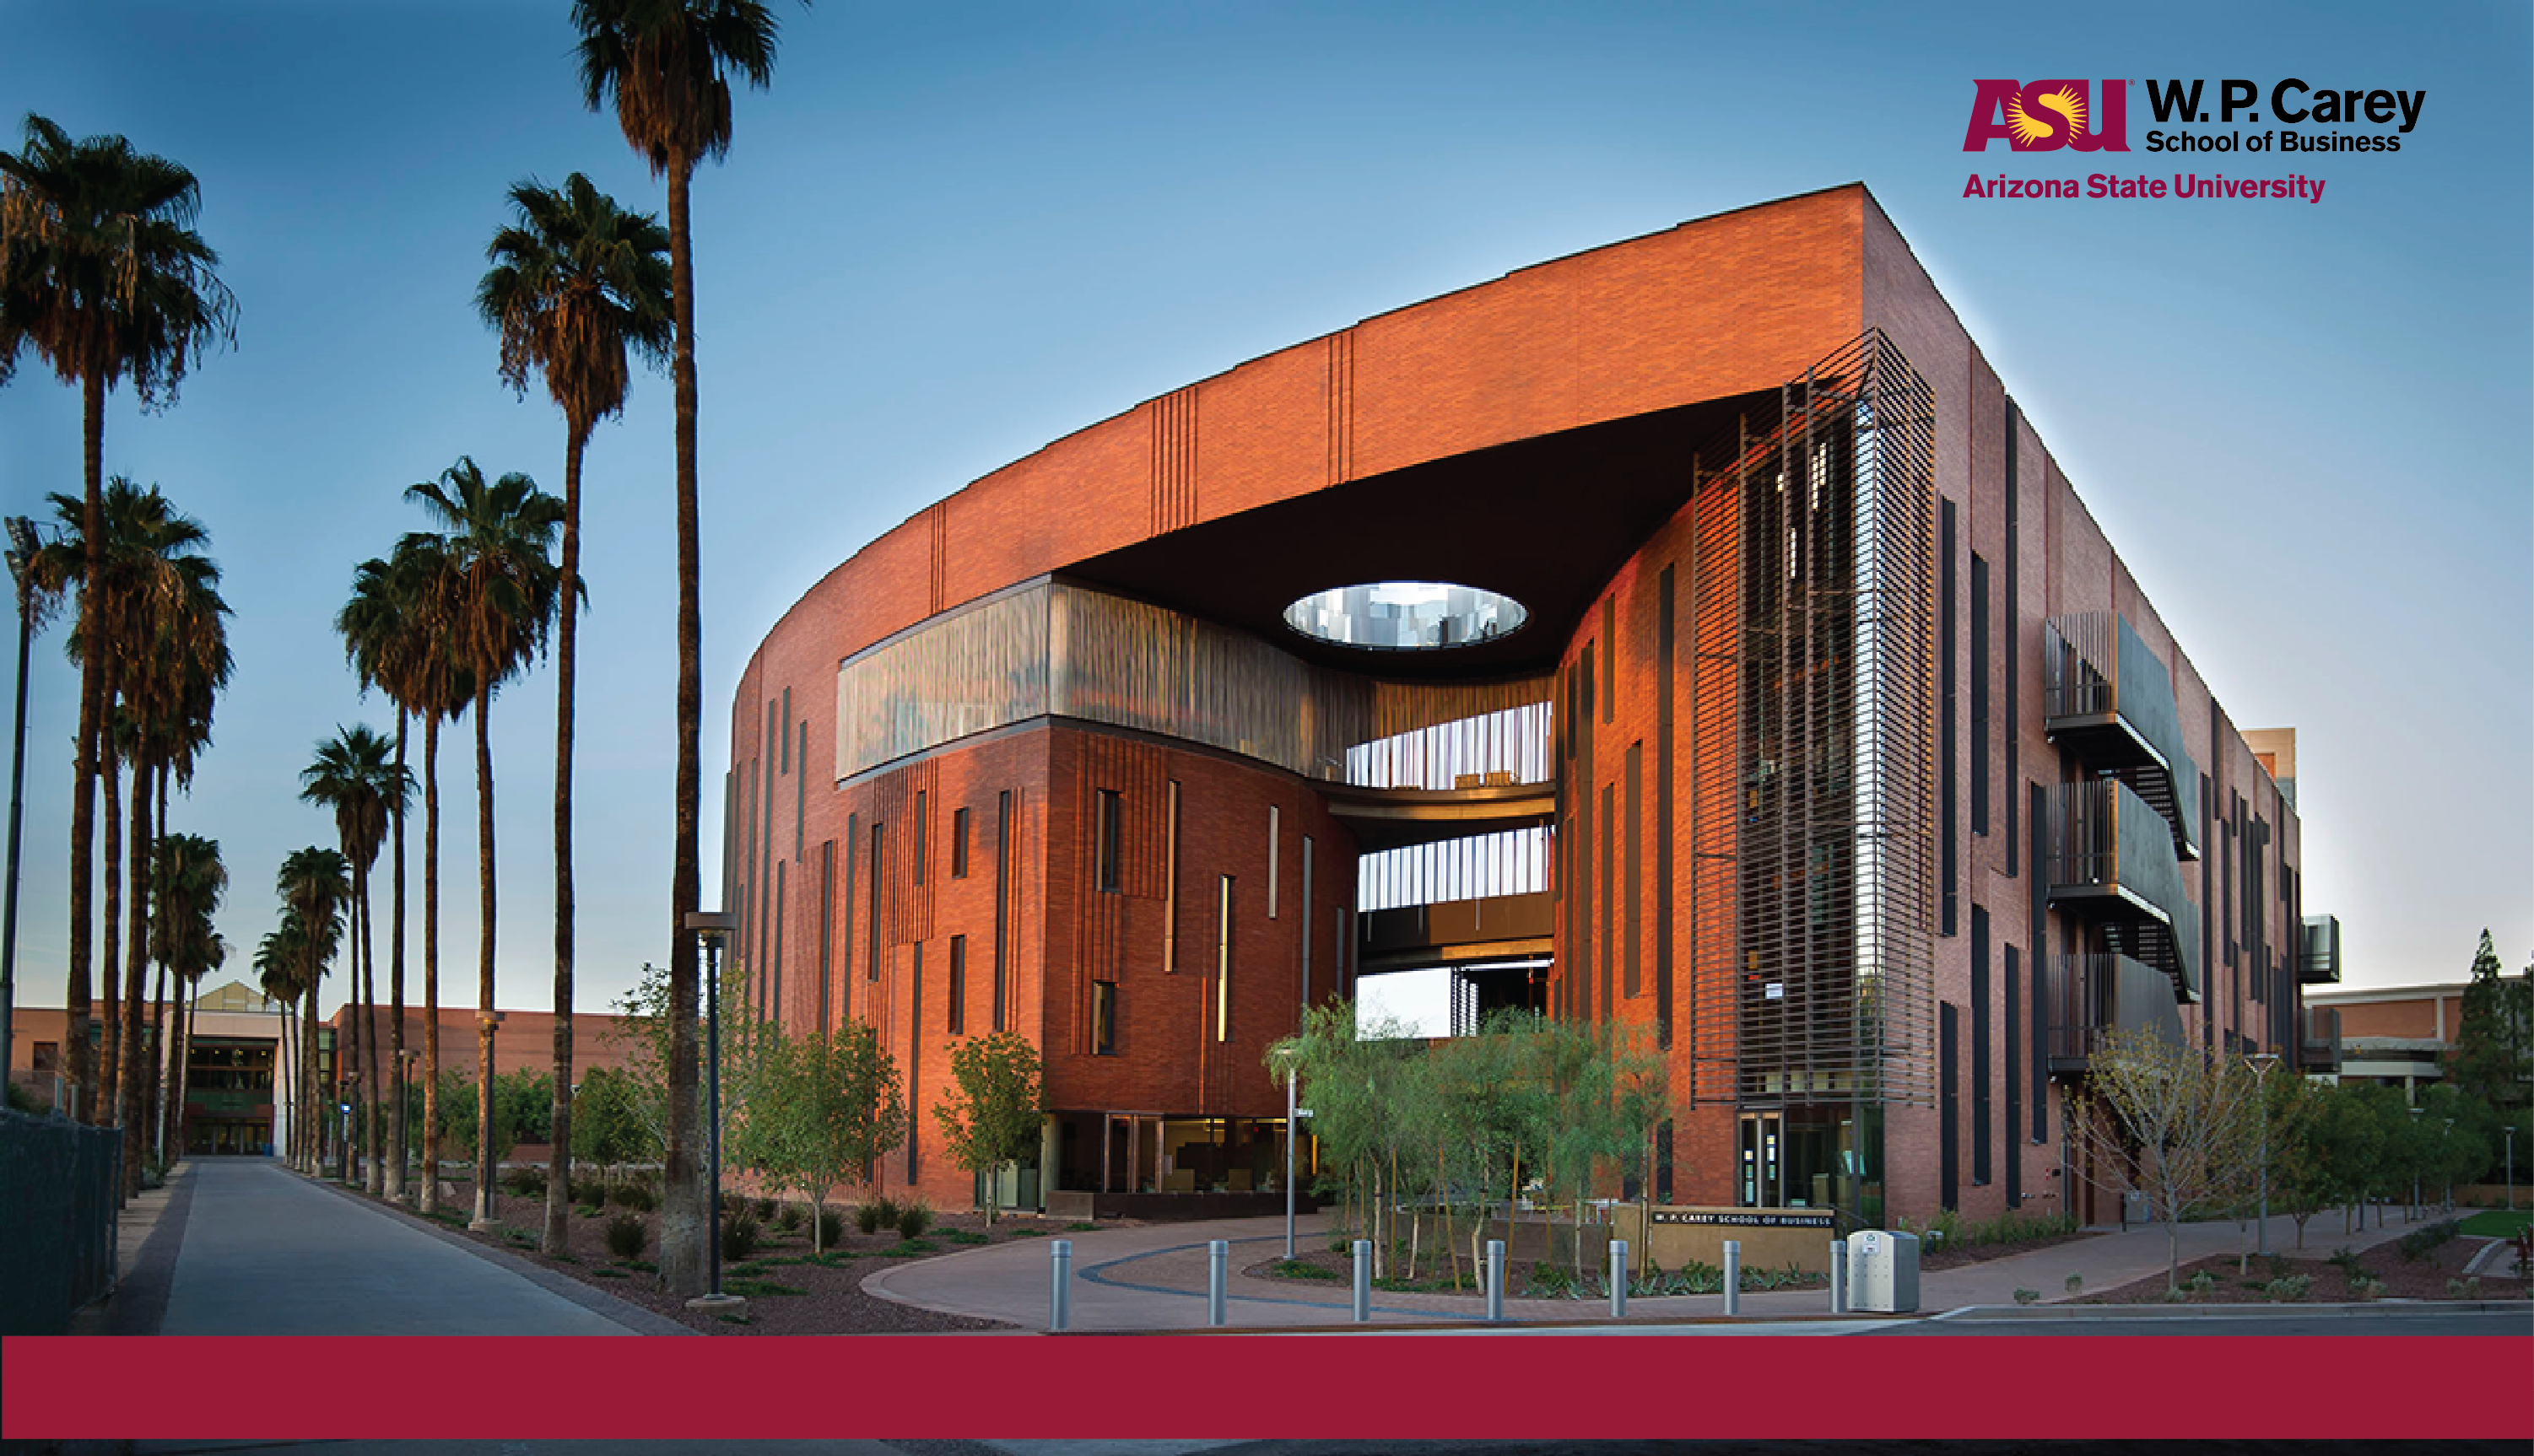 ASU® W. P. Carey
School of Business
Arizona State University
W. P. CAREY SCHOOL OF BUSINESS